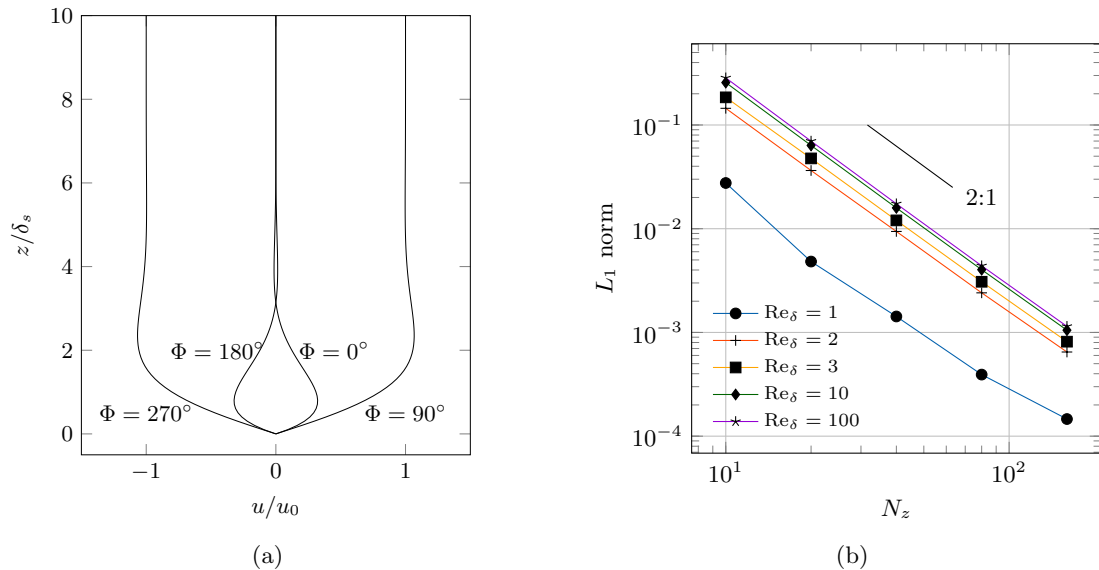 10
8
6
4
2
0
−1
0
1
z/δ_s
u/u_0
Φ = 180°
Φ = 0°
Φ = 270°
Φ = 90°
(a)
10^{−1}
10^{−2}
10^{−3}
10^{−4}
10^1
10^2
L_1 norm
N_z
2:1
Re_δ = 1
Re_δ = 2
Re_δ = 3
Re_δ = 10
Re_δ = 100
(b)